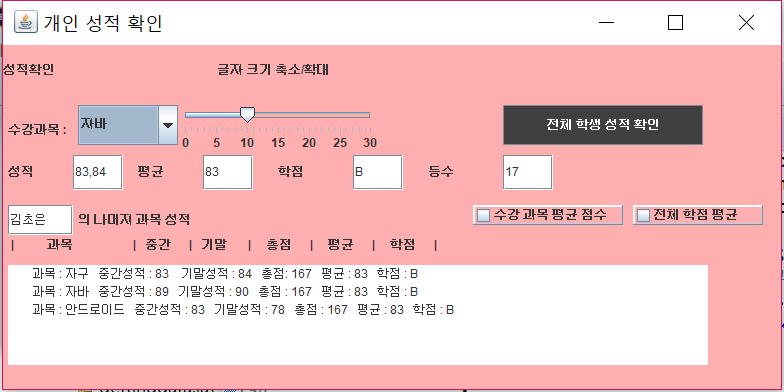 개인 성적 확인
성적확인 글자 크기 축소/확대
수강과목 : 자바 전체 학생 성적 확인
0 5 10 15 20 25 30
성적 83,84 평균 83 학점 B 등수 17
김초은 의 나머지 과목 성적 수강 과목 평균 점수 전체 학점 평균
| 과목 | 중간 | 기말 | 총점 | 평균 | 학점 |
과목 : 자구 중간성적 : 83 기말성적 : 84 총점 : 167 평균 : 83 학점 : B
과목 : 자바 중간성적 : 89 기말성적 : 90 총점 : 167 평균 : 83 학점 : B
과목 : 안드로이드 중간성적 : 83 기말성적 : 78 총점 : 167 평균 : 83 학점 : B